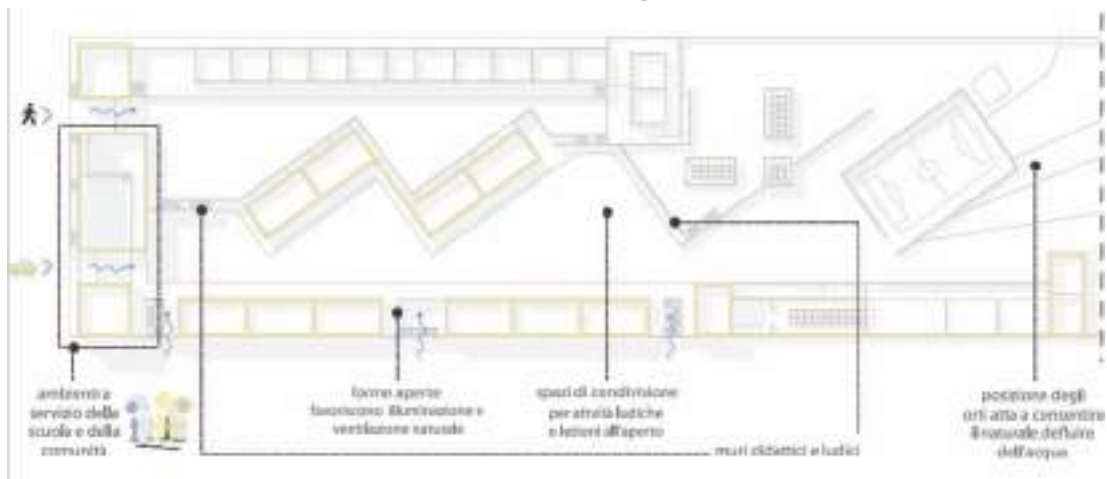 ambienti a
servizio della
scuola e della
comunità
forme aperte
favoriscono illuminazione e
ventilazione naturale
spazi di condivisione
per attività ludiche
e lezioni all'aperto
muri didattici e ludici
posizione degli
orti atta a consentire
il naturale defluire
dell'acqua